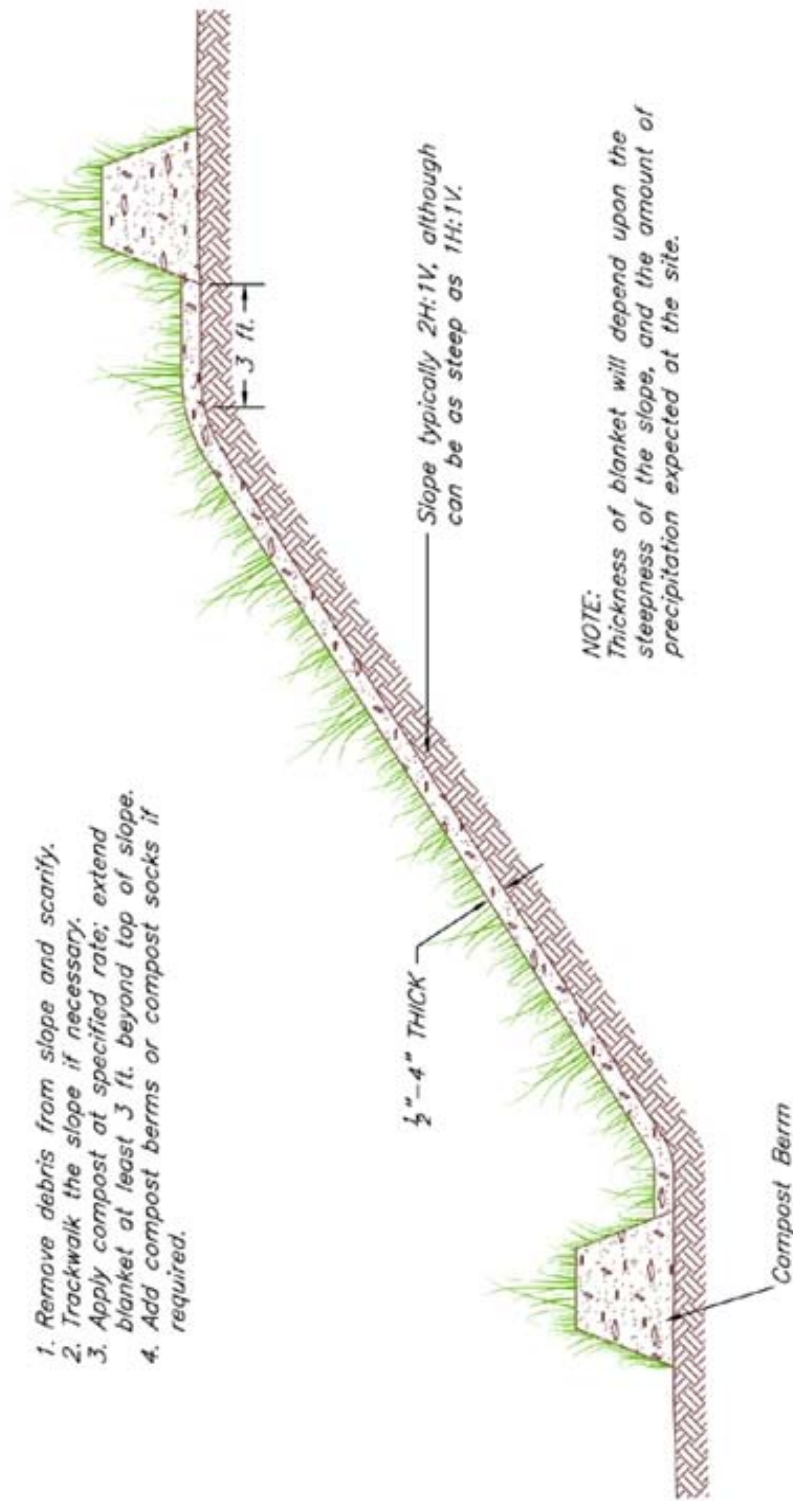 1. Remove debris from slope and scarify.
2. Trackwalk the slope if necessary.
3. Apply compost at specified rate; extend
blanket at least 3 ft. beyond top of slope.
4. Add compost berms or compost socks if
required.
3 ft.
Slope typically 2H:1V, although
can be as steep as 1H:1V.
½"-4" THICK
NOTE:
Thickness of blanket will depend upon the
steepness of the slope, and the amount of
precipitation expected at the site.
Compost Berm